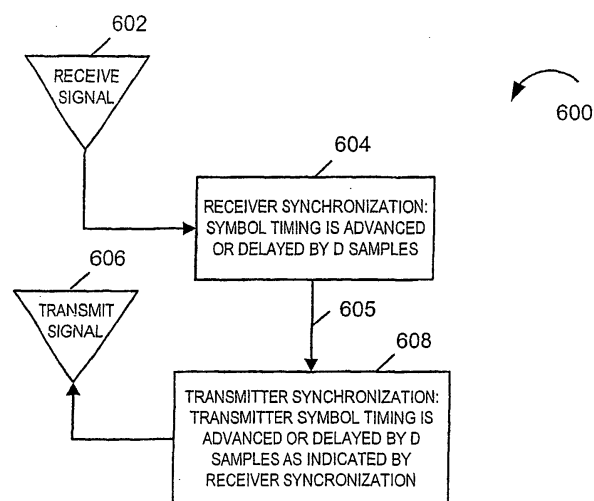 602
RECEIVE
SIGNAL
600
604
RECEIVER SYNCHRONIZATION:
SYMBOL TIMING IS ADVANCED
OR DELAYED BY D SAMPLES
606
TRANSMIT
SIGNAL
605
608
TRANSMITTER SYNCHRONIZATION:
TRANSMITTER SYMBOL TIMING IS
ADVANCED OR DELAYED BY D
SAMPLES AS INDICATED BY
RECEIVER SYNCRONIZATION